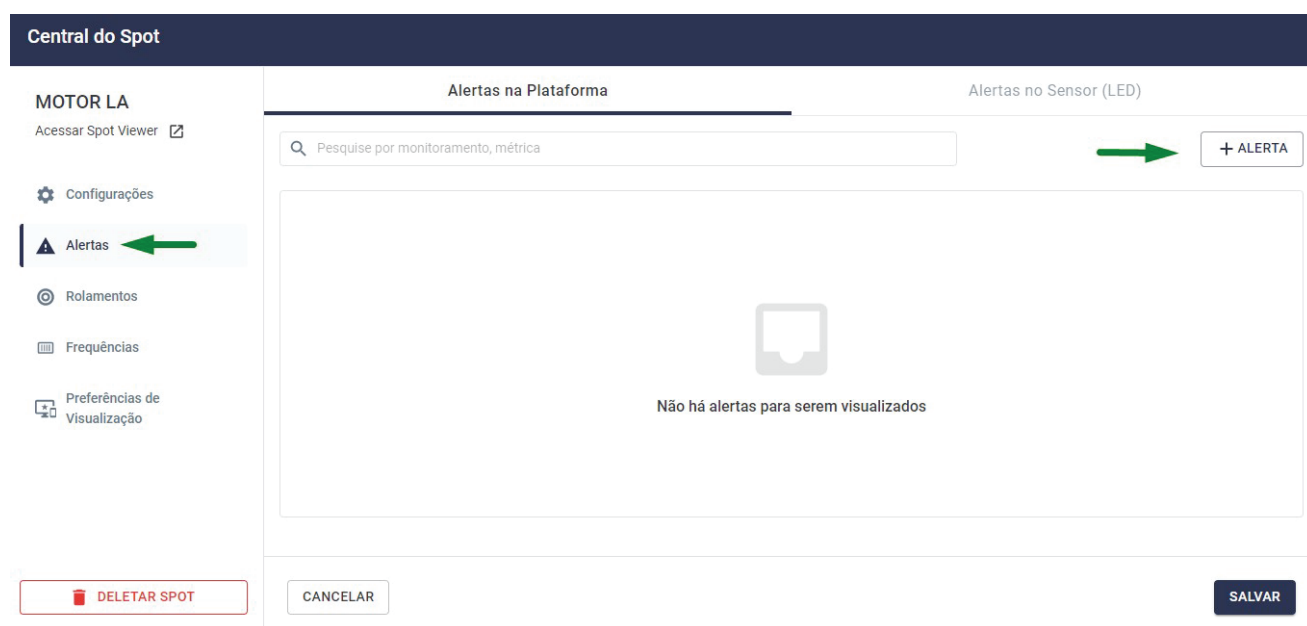 Central do Spot
MOTOR LA
Acessar Spot Viewer
Configurações
Alertas
Rolamentos
Frequências
Preferências de
Visualização
DELETAR SPOT
Alertas na Plataforma
Alertas no Sensor (LED)
Pesquise por monitoramento, métrica
+ ALERTA
Não há alertas para serem visualizados
CANCELAR
SALVAR